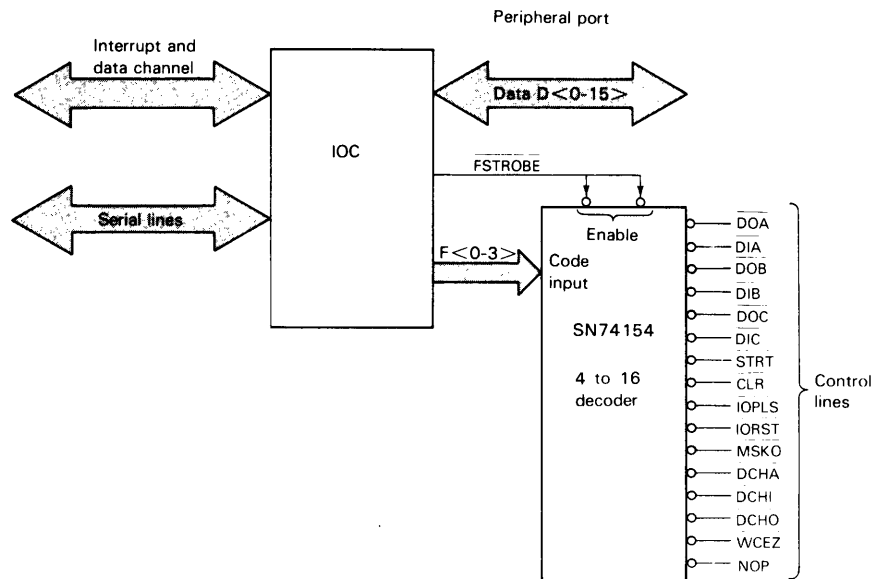 Peripheral port
Interrupt and
data channel
Data D<0-15>
IOC
FSTROBE
Serial lines
Enable
F<0-3>
Code
input
SN74154
4 to 16
decoder
DOA
DIA
DOB
DIB
DOC
DIC
STRT
CLR
IOPLS
IORST
MSKO
DCHA
DCHI
DCHO
WCEZ
NOP
Control
lines